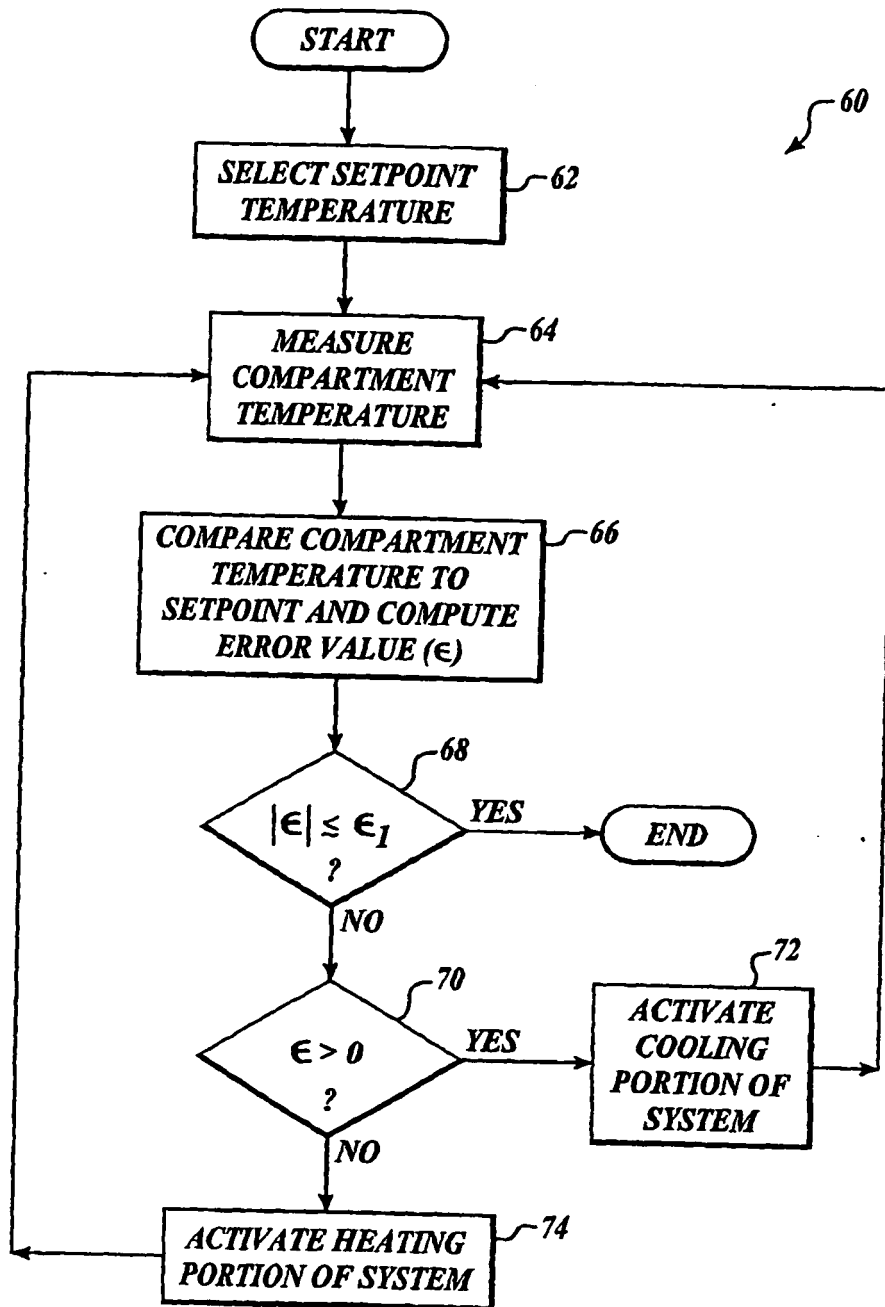 START
60
SELECT SETPOINT
TEMPERATURE
62
MEASURE
COMPARTMENT
TEMPERATURE
64
COMPARE COMPARTMENT
TEMPERATURE TO
SETPOINT AND COMPUTE
ERROR VALUE (ϵ)
66
68
|ϵ| ≤ ϵ1
?
YES
END
NO
70
ϵ > 0
?
YES
72
ACTIVATE
COOLING
PORTION OF
SYSTEM
NO
ACTIVATE HEATING
PORTION OF SYSTEM
74